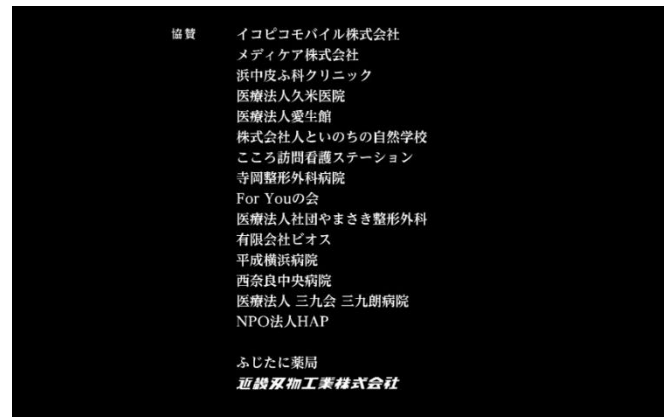 協賛 イコピコモバイル株式会社
メディケア株式会社
浜中皮ふ科クリニック
医療法人久米医院
医療法人愛生館
株式会社人といのちの自然学校
こころ訪問看護ステーション
寺岡整形外科病院
For Youの会
医療法人社団やまさき整形外科
有限会社ビオス
平成横浜病院
西奈良中央病院
医療法人 三九会 三九朗病院
NPO法人HAP
ふじたに薬局
近畿刃物工業株式会社